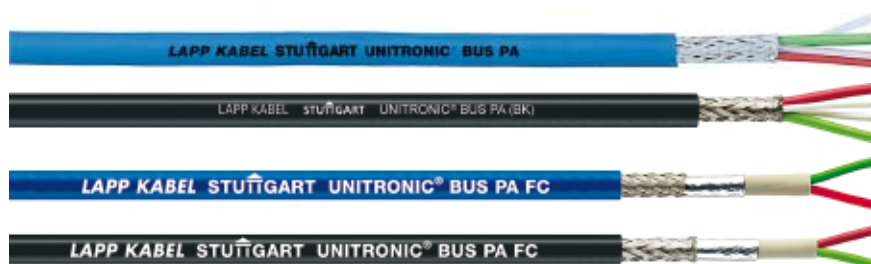 LAPP KABEL STUTTGART UNITRONIC® BUS PA
LAPP KABEL STUTTGART UNITRONIC® BUS PA (BK)
LAPP KABEL STUTTGART UNITRONIC® BUS PA FC
LAPP KABEL STUTTGART UNITRONIC® BUS PA FC